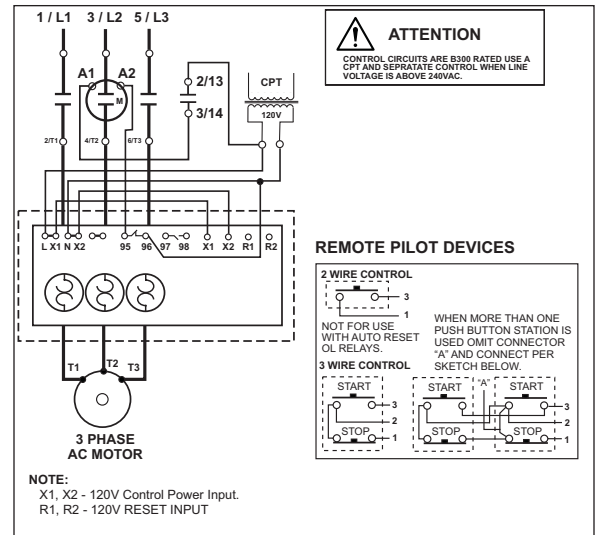 1 / L1 3 / L2 5 / L3
A1 A2
M
2/13
3/14
CPT
120V
2/T1 4/T2 6/T3
L X1 N X2 95 96 97 98 X1 X2 R1 R2
T1 T2 T3
3 PHASE
AC MOTOR
NOTE:
X1, X2 - 120V Control Power Input.
R1, R2 - 120V RESET INPUT
ATTENTION
CONTROL CIRCUITS ARE B300 RATED USE A
CPT AND SEPRATATE CONTROL WHEN LINE
VOLTAGE IS ABOVE 240VAC.
REMOTE PILOT DEVICES
2 WIRE CONTROL
3
1
NOT FOR USE
WITH AUTO RESET
OL RELAYS.
WHEN MORE THAN ONE
PUSH BUTTON STATION IS
USED OMIT CONNECTOR
“A” AND CONNECT PER
SKETCH BELOW.
3 WIRE CONTROL
START
3
2
STOP
1
START “A” START
3
2
STOP STOP
1